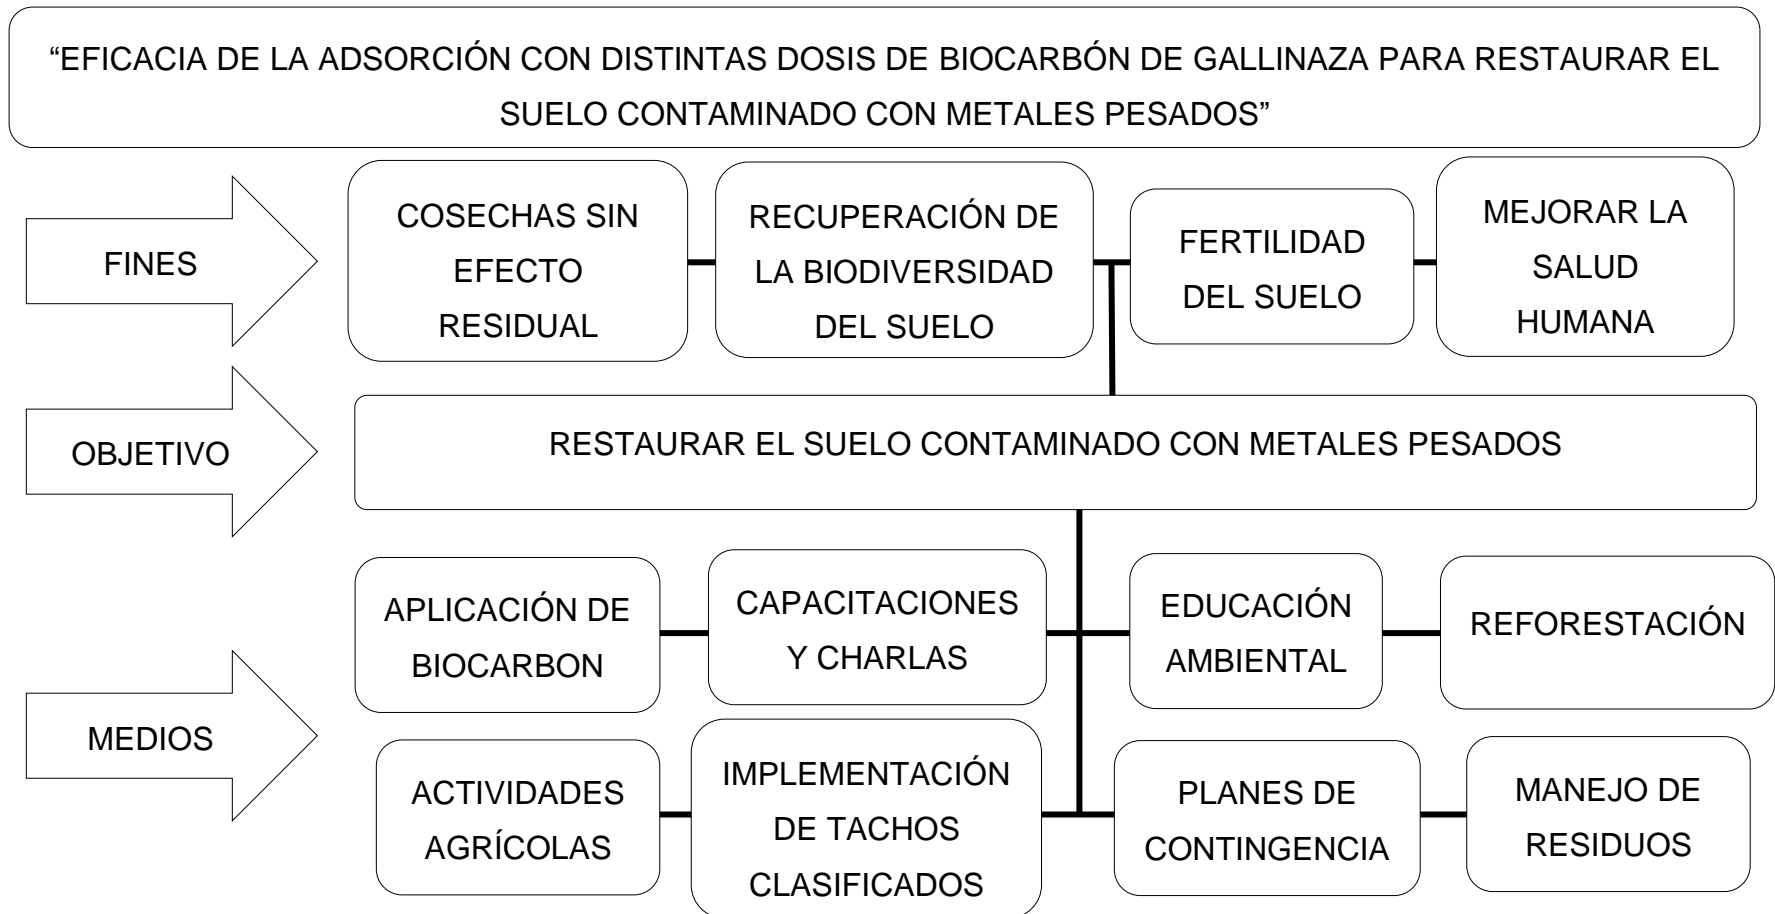 “EFICACIA DE LA ADSORCIÓN CON DISTINTAS DOSIS DE BIOCARBÓN DE GALLINAZA PARA RESTAURAR EL
SUELO CONTAMINADO CON METALES PESADOS”
FINES
COSECHAS SIN
EFECTO
RESIDUAL
RECUPERACIÓN DE
LA BIODIVERSIDAD
DEL SUELO
FERTILIDAD
DEL SUELO
MEJORAR LA
SALUD
HUMANA
OBJETIVO
RESTAURAR EL SUELO CONTAMINADO CON METALES PESADOS
MEDIOS
APLICACIÓN DE
BIOCARBON
CAPACITACIONES
Y CHARLAS
EDUCACIÓN
AMBIENTAL
REFORESTACIÓN
ACTIVIDADES
AGRÍCOLAS
IMPLEMENTACIÓN
DE TACHOS
CLASIFICADOS
PLANES DE
CONTINGENCIA
MANEJO DE
RESIDUOS